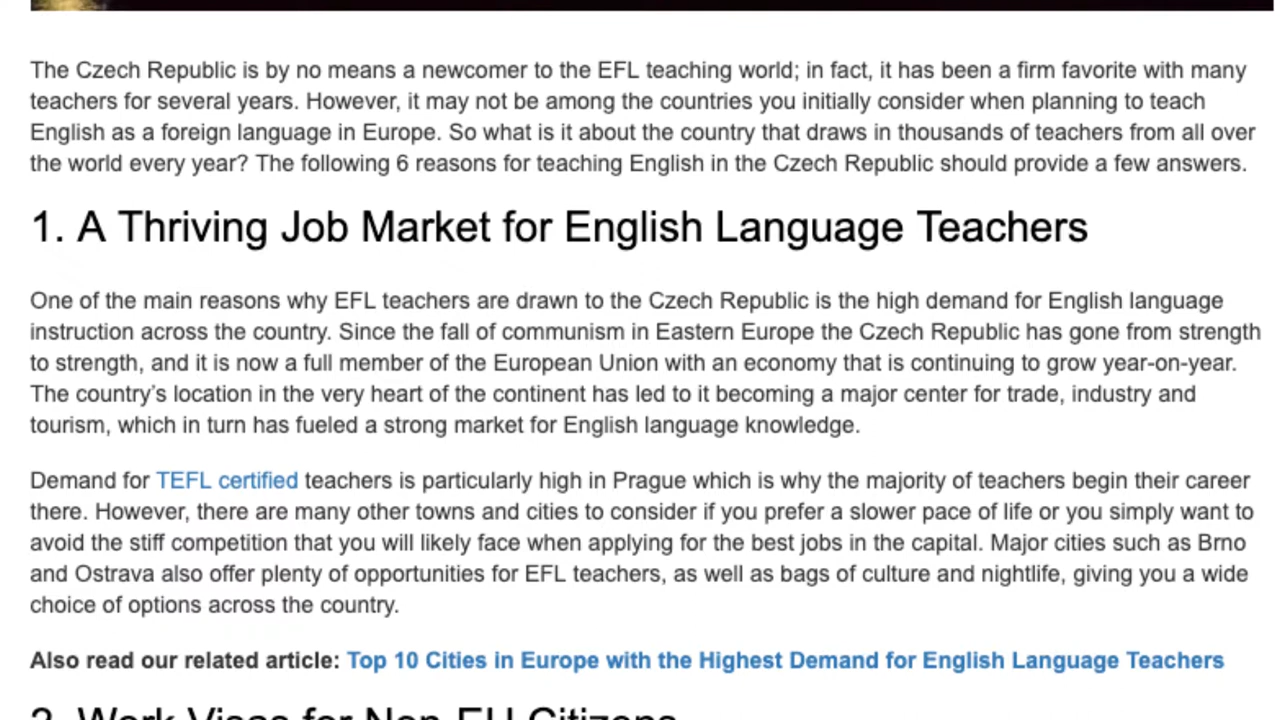 The Czech Republic is by no means a newcomer to the EFL teaching world; in fact, it has been a firm favorite with many
teachers for several years. However, it may not be among the countries you initially consider when planning to teach
English as a foreign language in Europe. So what is it about the country that draws in thousands of teachers from all over
the world every year? The following 6 reasons for teaching English in the Czech Republic should provide a few answers.
1. A Thriving Job Market for English Language Teachers
One of the main reasons why EFL teachers are drawn to the Czech Republic is the high demand for English language
instruction across the country. Since the fall of communism in Eastern Europe the Czech Republic has gone from strength
to strength, and it is now a full member of the European Union with an economy that is continuing to grow year-on-year.
The country’s location in the very heart of the continent has led to it becoming a major center for trade, industry and
tourism, which in turn has fueled a strong market for English language knowledge.
Demand for TEFL certified teachers is particularly high in Prague which is why the majority of teachers begin their career
there. However, there are many other towns and cities to consider if you prefer a slower pace of life or you simply want to
avoid the stiff competition that you will likely face when applying for the best jobs in the capital. Major cities such as Brno
and Ostrava also offer plenty of opportunities for EFL teachers, as well as bags of culture and nightlife, giving you a wide
choice of options across the country.
Also read our related article: Top 10 Cities in Europe with the Highest Demand for English Language Teachers
2. Work Visas for Non-EU Citizens